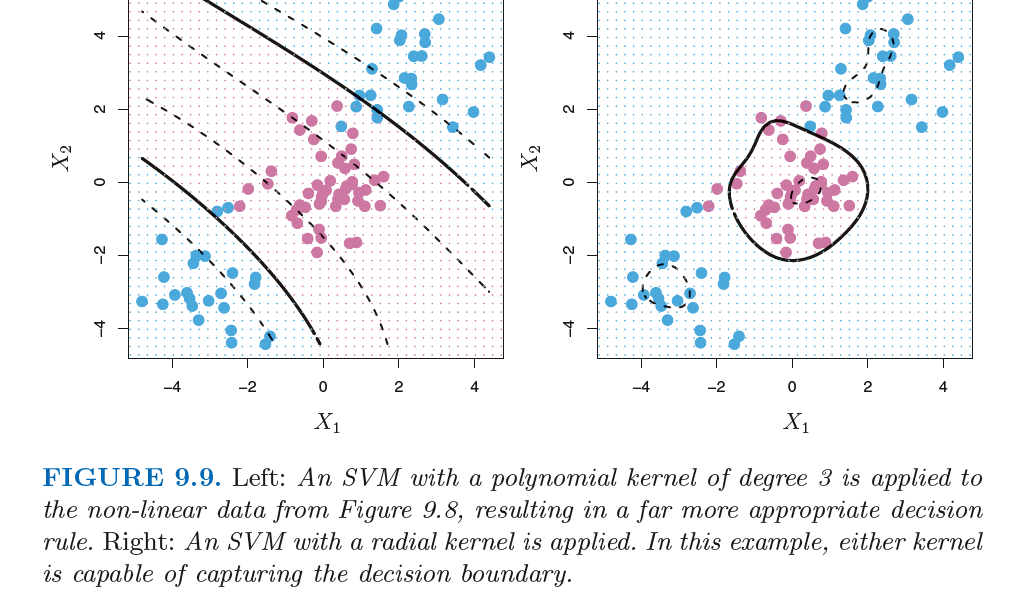 4
2
0
−2
−4
X2
−4 −2 0 2 4
X1
4
2
0
−2
−4
X2
−4 −2 0 2 4
X1
FIGURE 9.9. Left: An SVM with a polynomial kernel of degree 3 is applied to
the non-linear data from Figure 9.8, resulting in a far more appropriate decision
rule. Right: An SVM with a radial kernel is applied. In this example, either kernel
is capable of capturing the decision boundary.